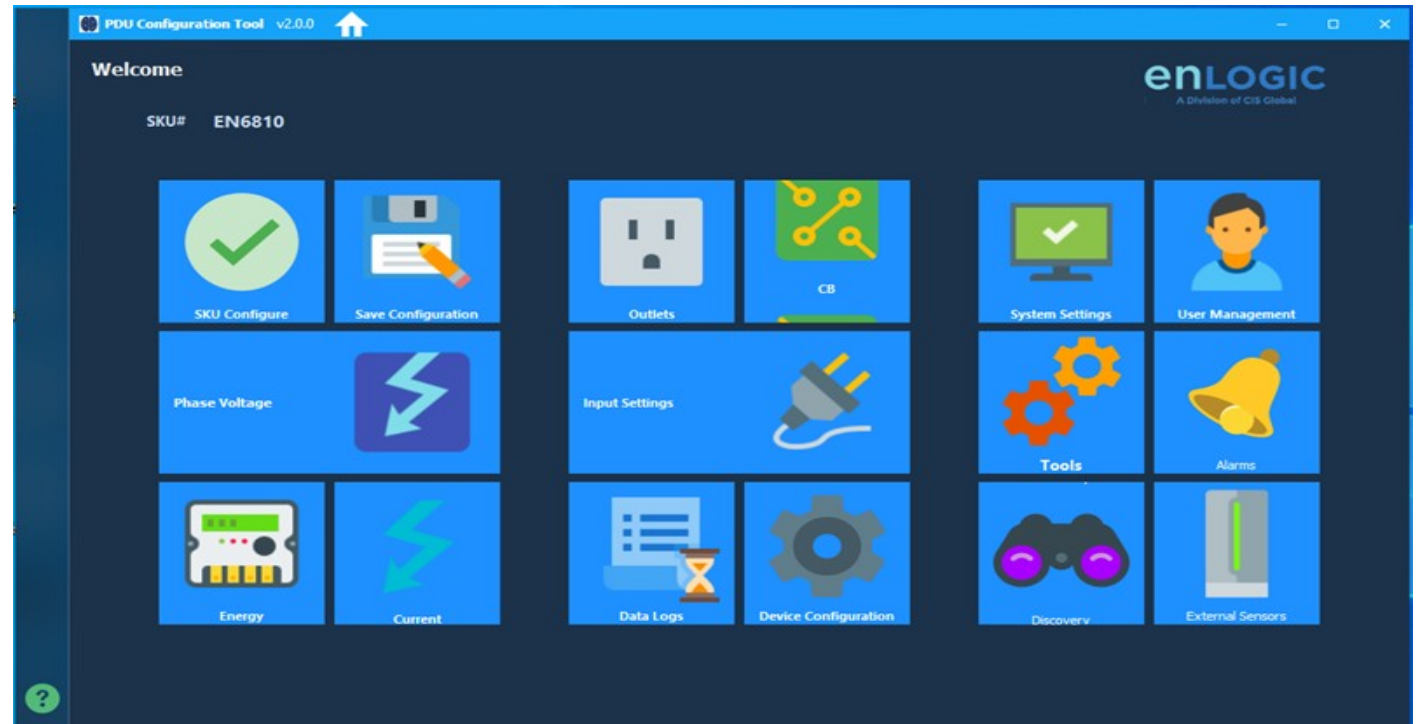 PDU Configuration Tool v2.0.0
Welcome
enLOGIC
A Division of CIS Global
SKU# EN6810
SKU Configure
Save Configuration
Outlets
CB
System Settings
User Management
Phase Voltage
Input Settings
Tools
Alarms
Energy
Current
Data Logs
Device Configuration
Discovery
External Sensors
?